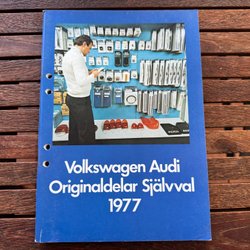 Volkswagen Audi
Originaldelar Självval
1977